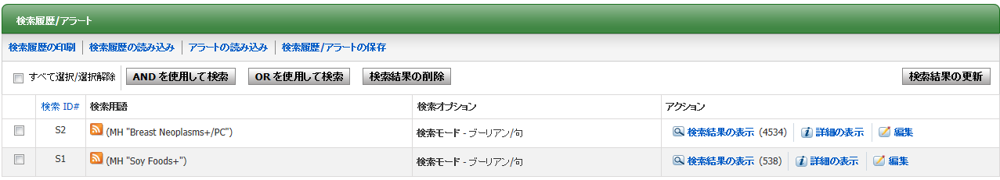 検索履歴/アラート
検索履歴の印刷 検索履歴の読み込み アラートの読み込み 検索履歴/アラートの保存
すべて選択/選択解除 AND を使用して検索 OR を使用して検索 検索結果の削除 検索結果の更新
検索 ID# 検索用語 検索オプション アクション
S2 (MH "Breast Neoplasms+/PC") 検索モード - ブーリアン/句 検索結果の表示 (4534) 詳細の表示 編集
S1 (MH "Soy Foods+") 検索モード - ブーリアン/句 検索結果の表示 (538) 詳細の表示 編集